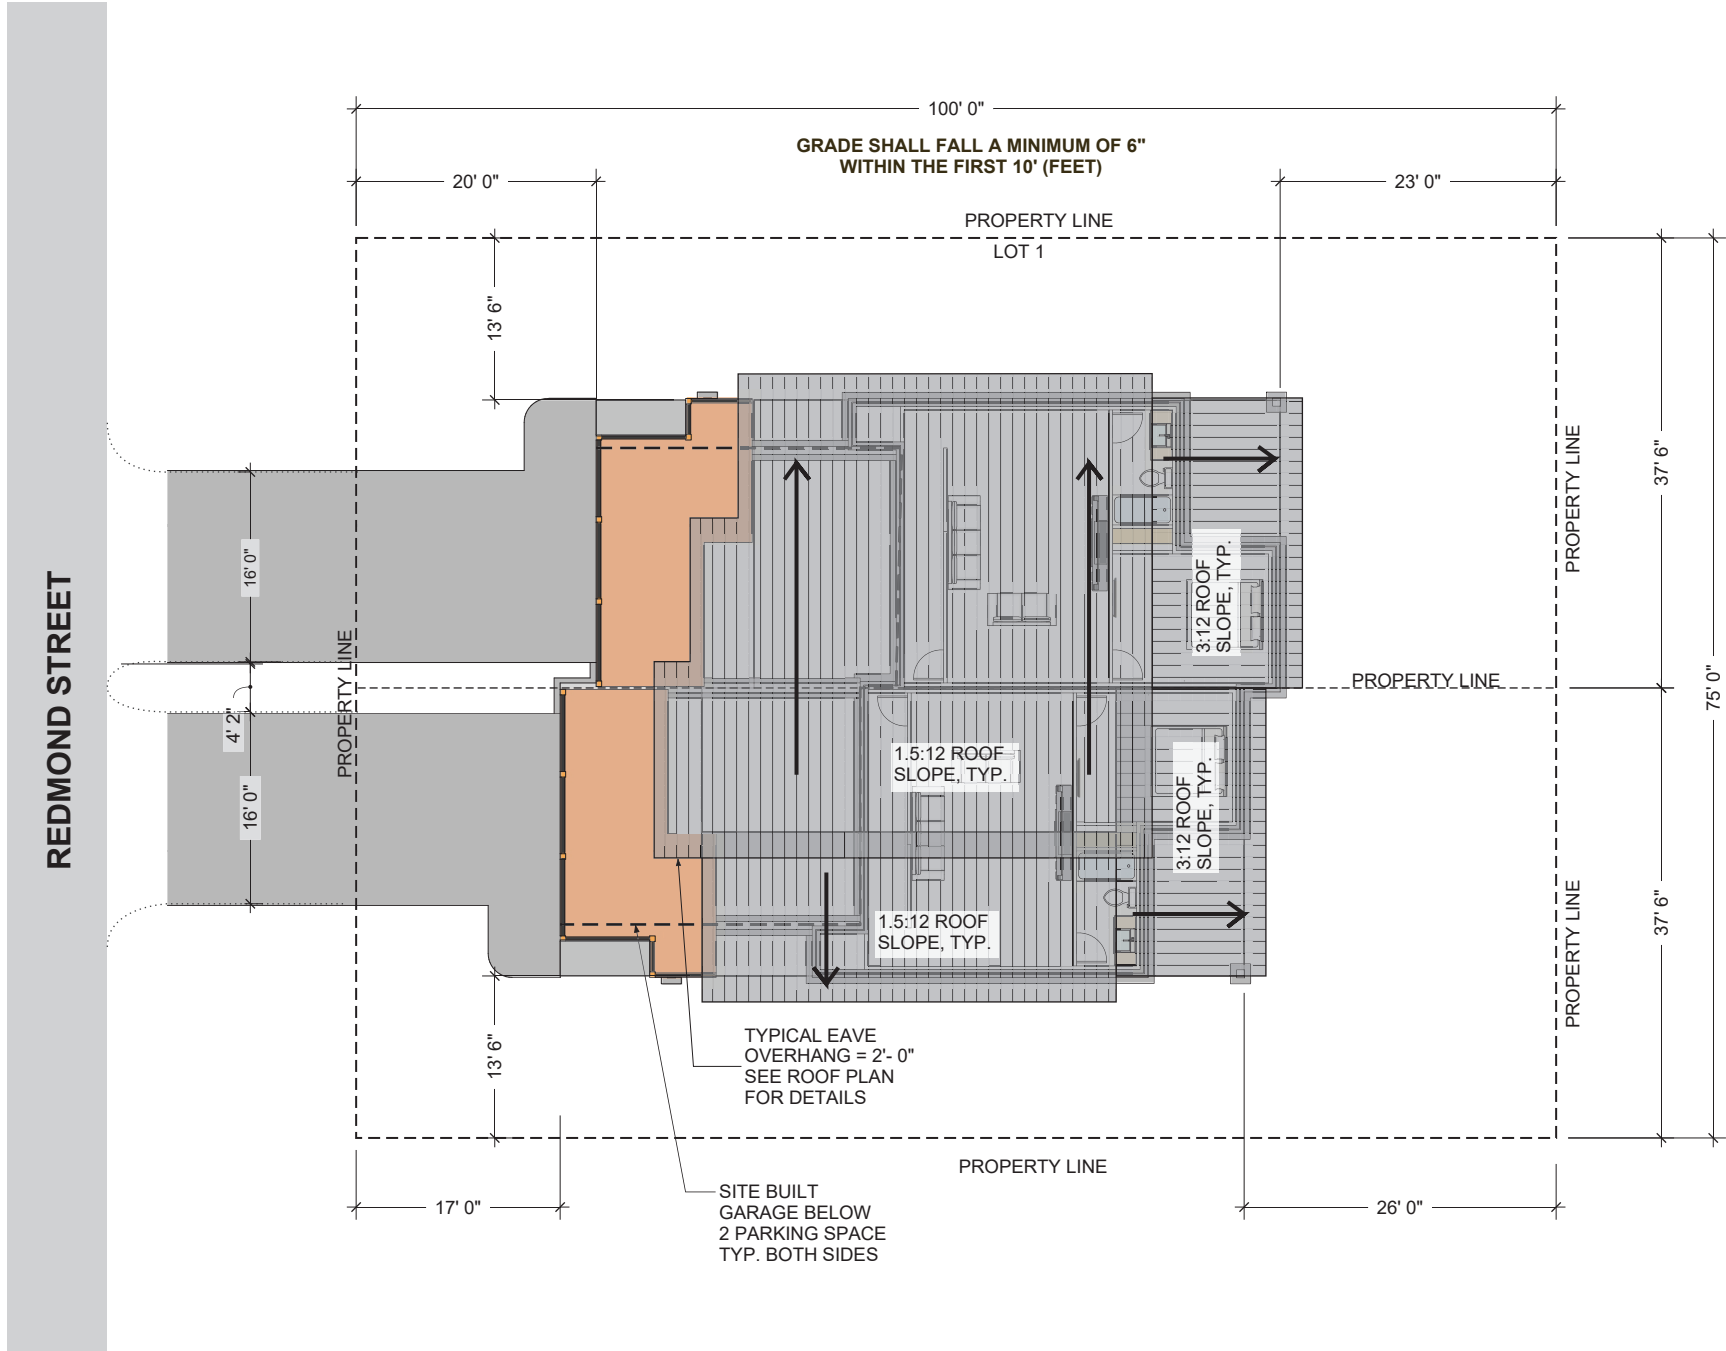 100' 0"
GRADE SHALL FALL A MINIMUM OF 6"
WITHIN THE FIRST 10' (FEET)
20' 0"
23' 0"
PROPERTY LINE
LOT 1
13' 6"
37' 6"
75' 0"
PROPERTY LINE
16' 0"
3:12 ROOF
SLOPE, TYP.
REDMOND STREET
PROPERTY LINE
PROPERTY LINE
4' 2"
1.5:12 ROOF
SLOPE, TYP.
3:12 ROOF
SLOPE, TYP.
16' 0"
1.5:12 ROOF
SLOPE, TYP.
37' 6"
PROPERTY LINE
13' 6"
TYPICAL EAVE
OVERHANG = 2'- 0"
SEE ROOF PLAN
FOR DETAILS
PROPERTY LINE
17' 0"
26' 0"
SITE BUILT
GARAGE BELOW
2 PARKING SPACE
TYP. BOTH SIDES